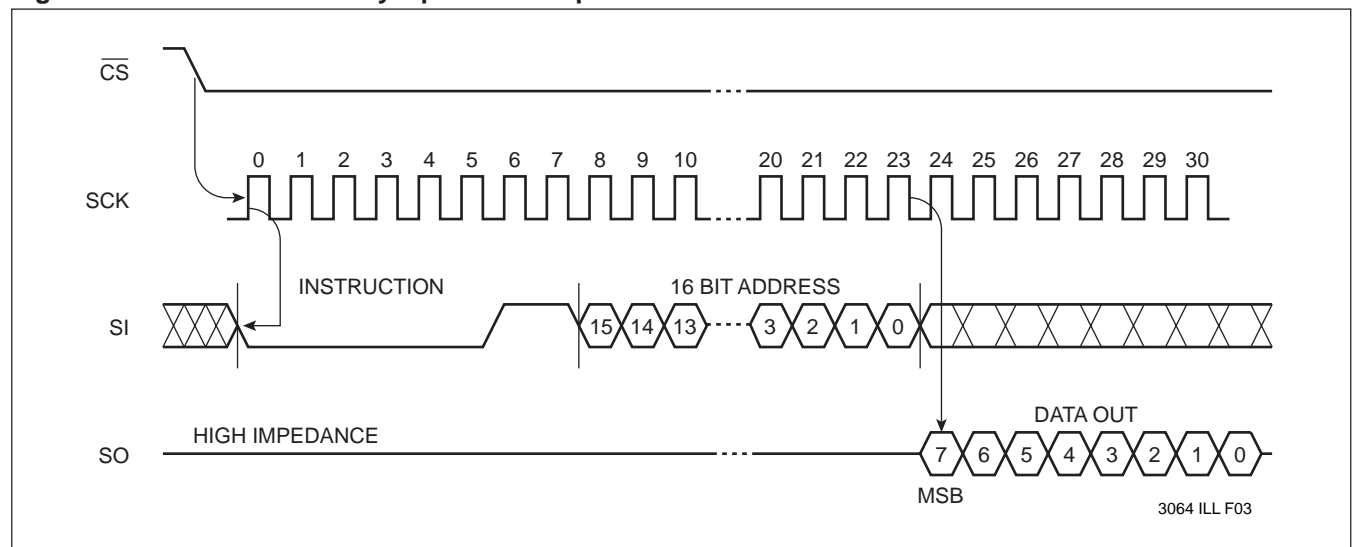 CS
0 1 2 3 4 5 6 7 8 9 10 20 21 22 23 24 25 26 27 28 29 30
SCK
INSTRUCTION 16 BIT ADDRESS
SI 15 14 13 3 2 1 0
DATA OUT
HIGH IMPEDANCE
SO 7 6 5 4 3 2 1 0
MSB
3064 ILL F03